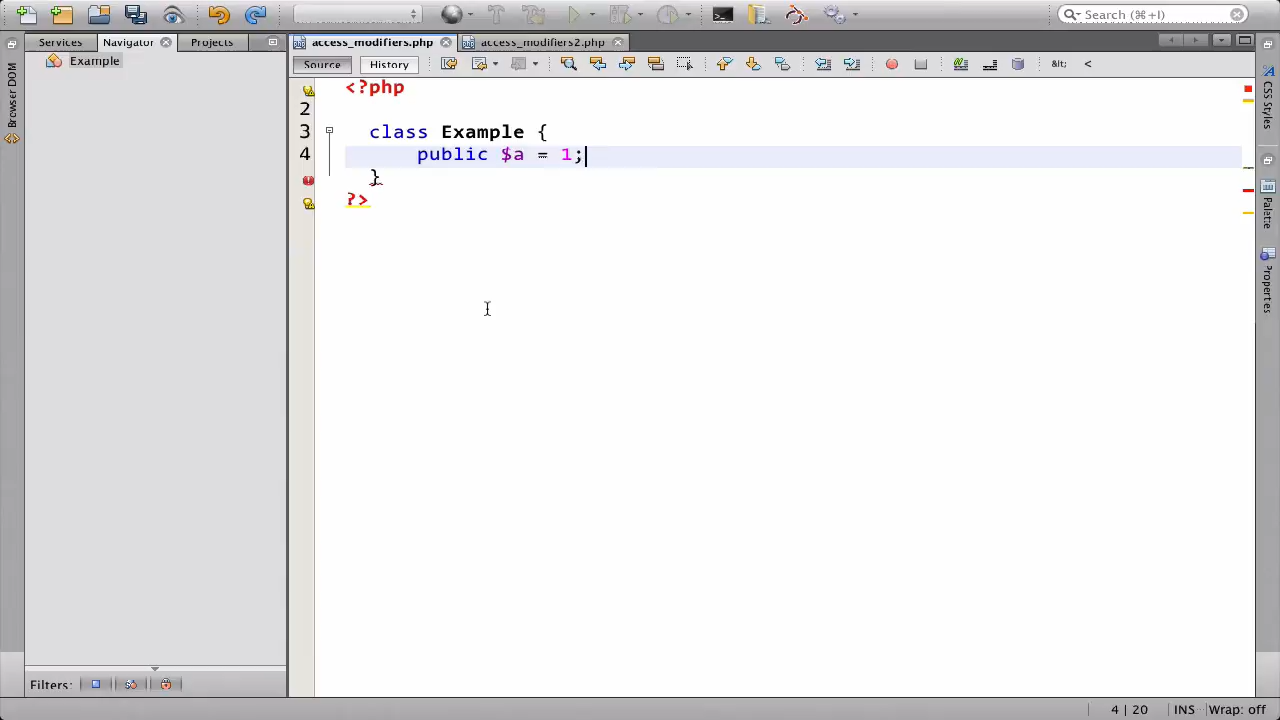 Search (⌘+I)
Services
Navigator
Projects
access_modifiers.php
access_modifiers2.php
Browser DOM
Example
Source
History
&lt; <
<?php
2
3 class Example {
4 public $a = 1;
}
?>
CSS Styles
Palette
Properties
Filters:
4 | 20 INS Wrap: off